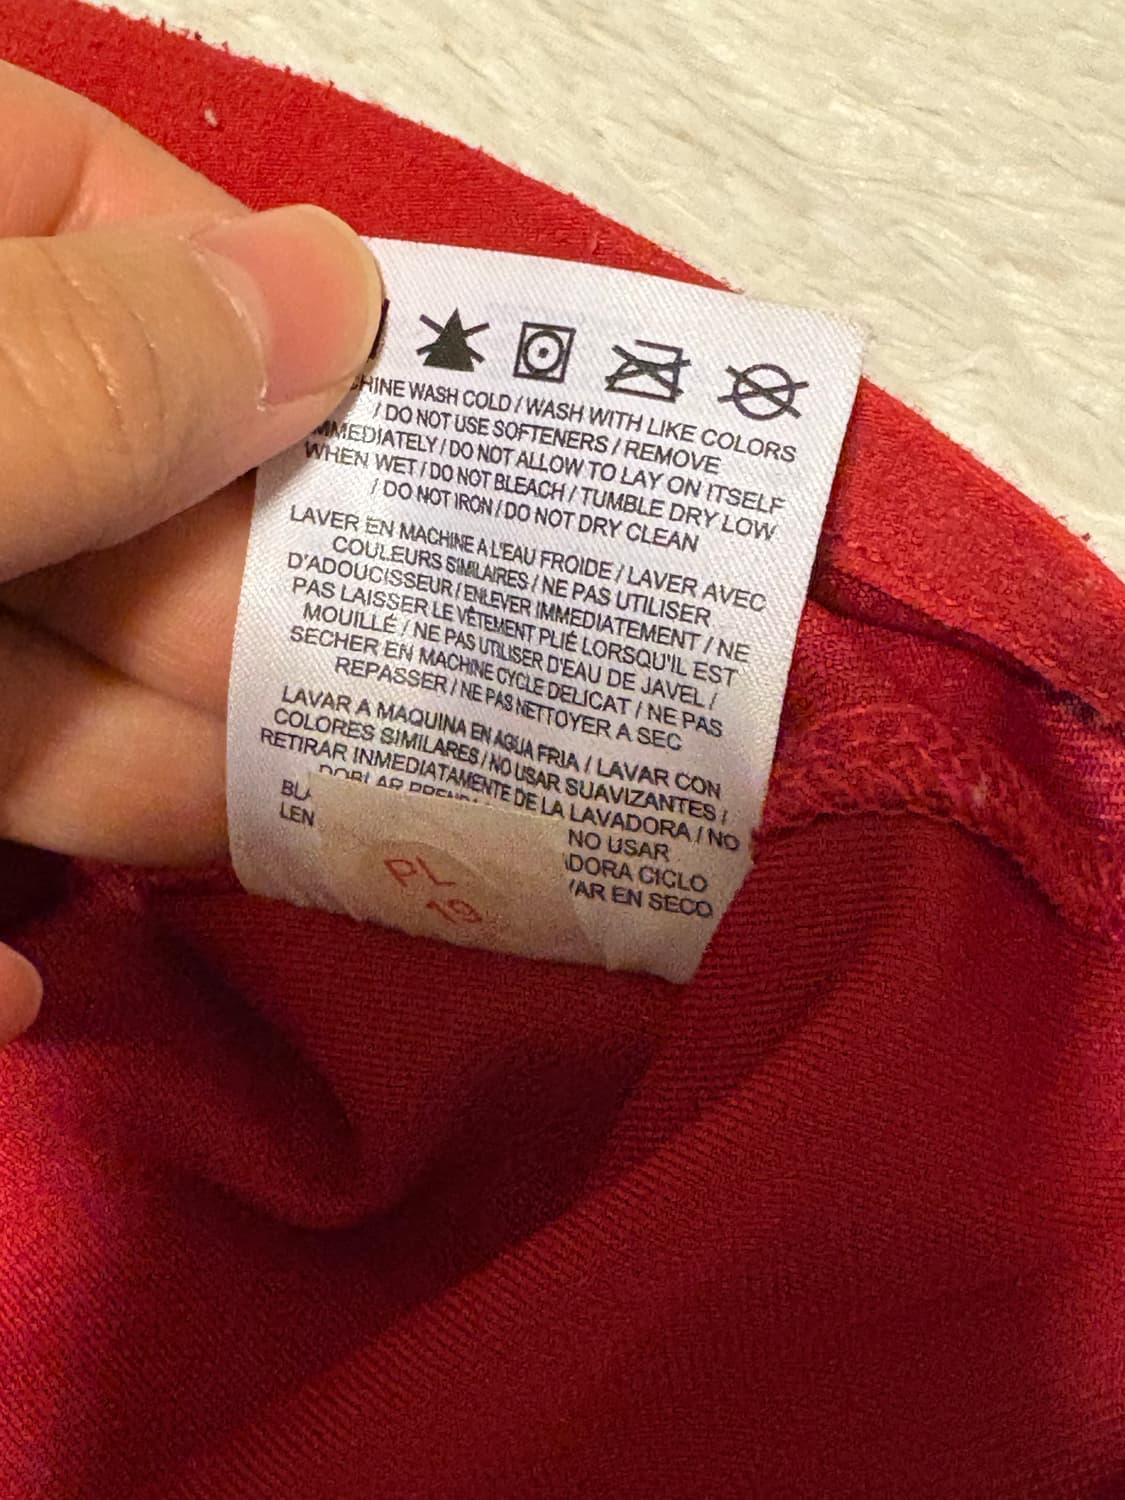 WASH COLD / WASH WITH LIKE COLORS
/ DO NOT USE SOFTENERS / REMOVE
IMMEDIATELY / DO NOT ALLOW TO LAY ON ITSELF
WHEN WET / DO NOT BLEACH / TUMBLE DRY LOW
/ DO NOT IRON / DO NOT DRY CLEAN
LAVER EN MACHINE A L'EAU FROIDE / LAVER AVEC
COULEURS SIMILAIRES / NE PAS UTILISER
D'ADOUCISSEUR / ENLEVER IMMEDIATEMENT / NE
PAS LAISSER LE VÊTEMENT PLIÉ LORSQU'IL EST
MOUILLÉ / NE PAS UTILISER D'EAU DE JAVEL /
SECHER EN MACHINE CYCLE DELICAT / NE PAS
REPASSER / NE PAS NETTOYER A SEC
LAVAR A MAQUINA EN AGUA FRIA / LAVAR CON
COLORES SIMILARES / NO USAR SUAVIZANTES /
RETIRAR INMEDIATAMENTE DE LA LAVADORA / NO
DOBLAR NO USAR
CICLO
EN SECO
PL
19